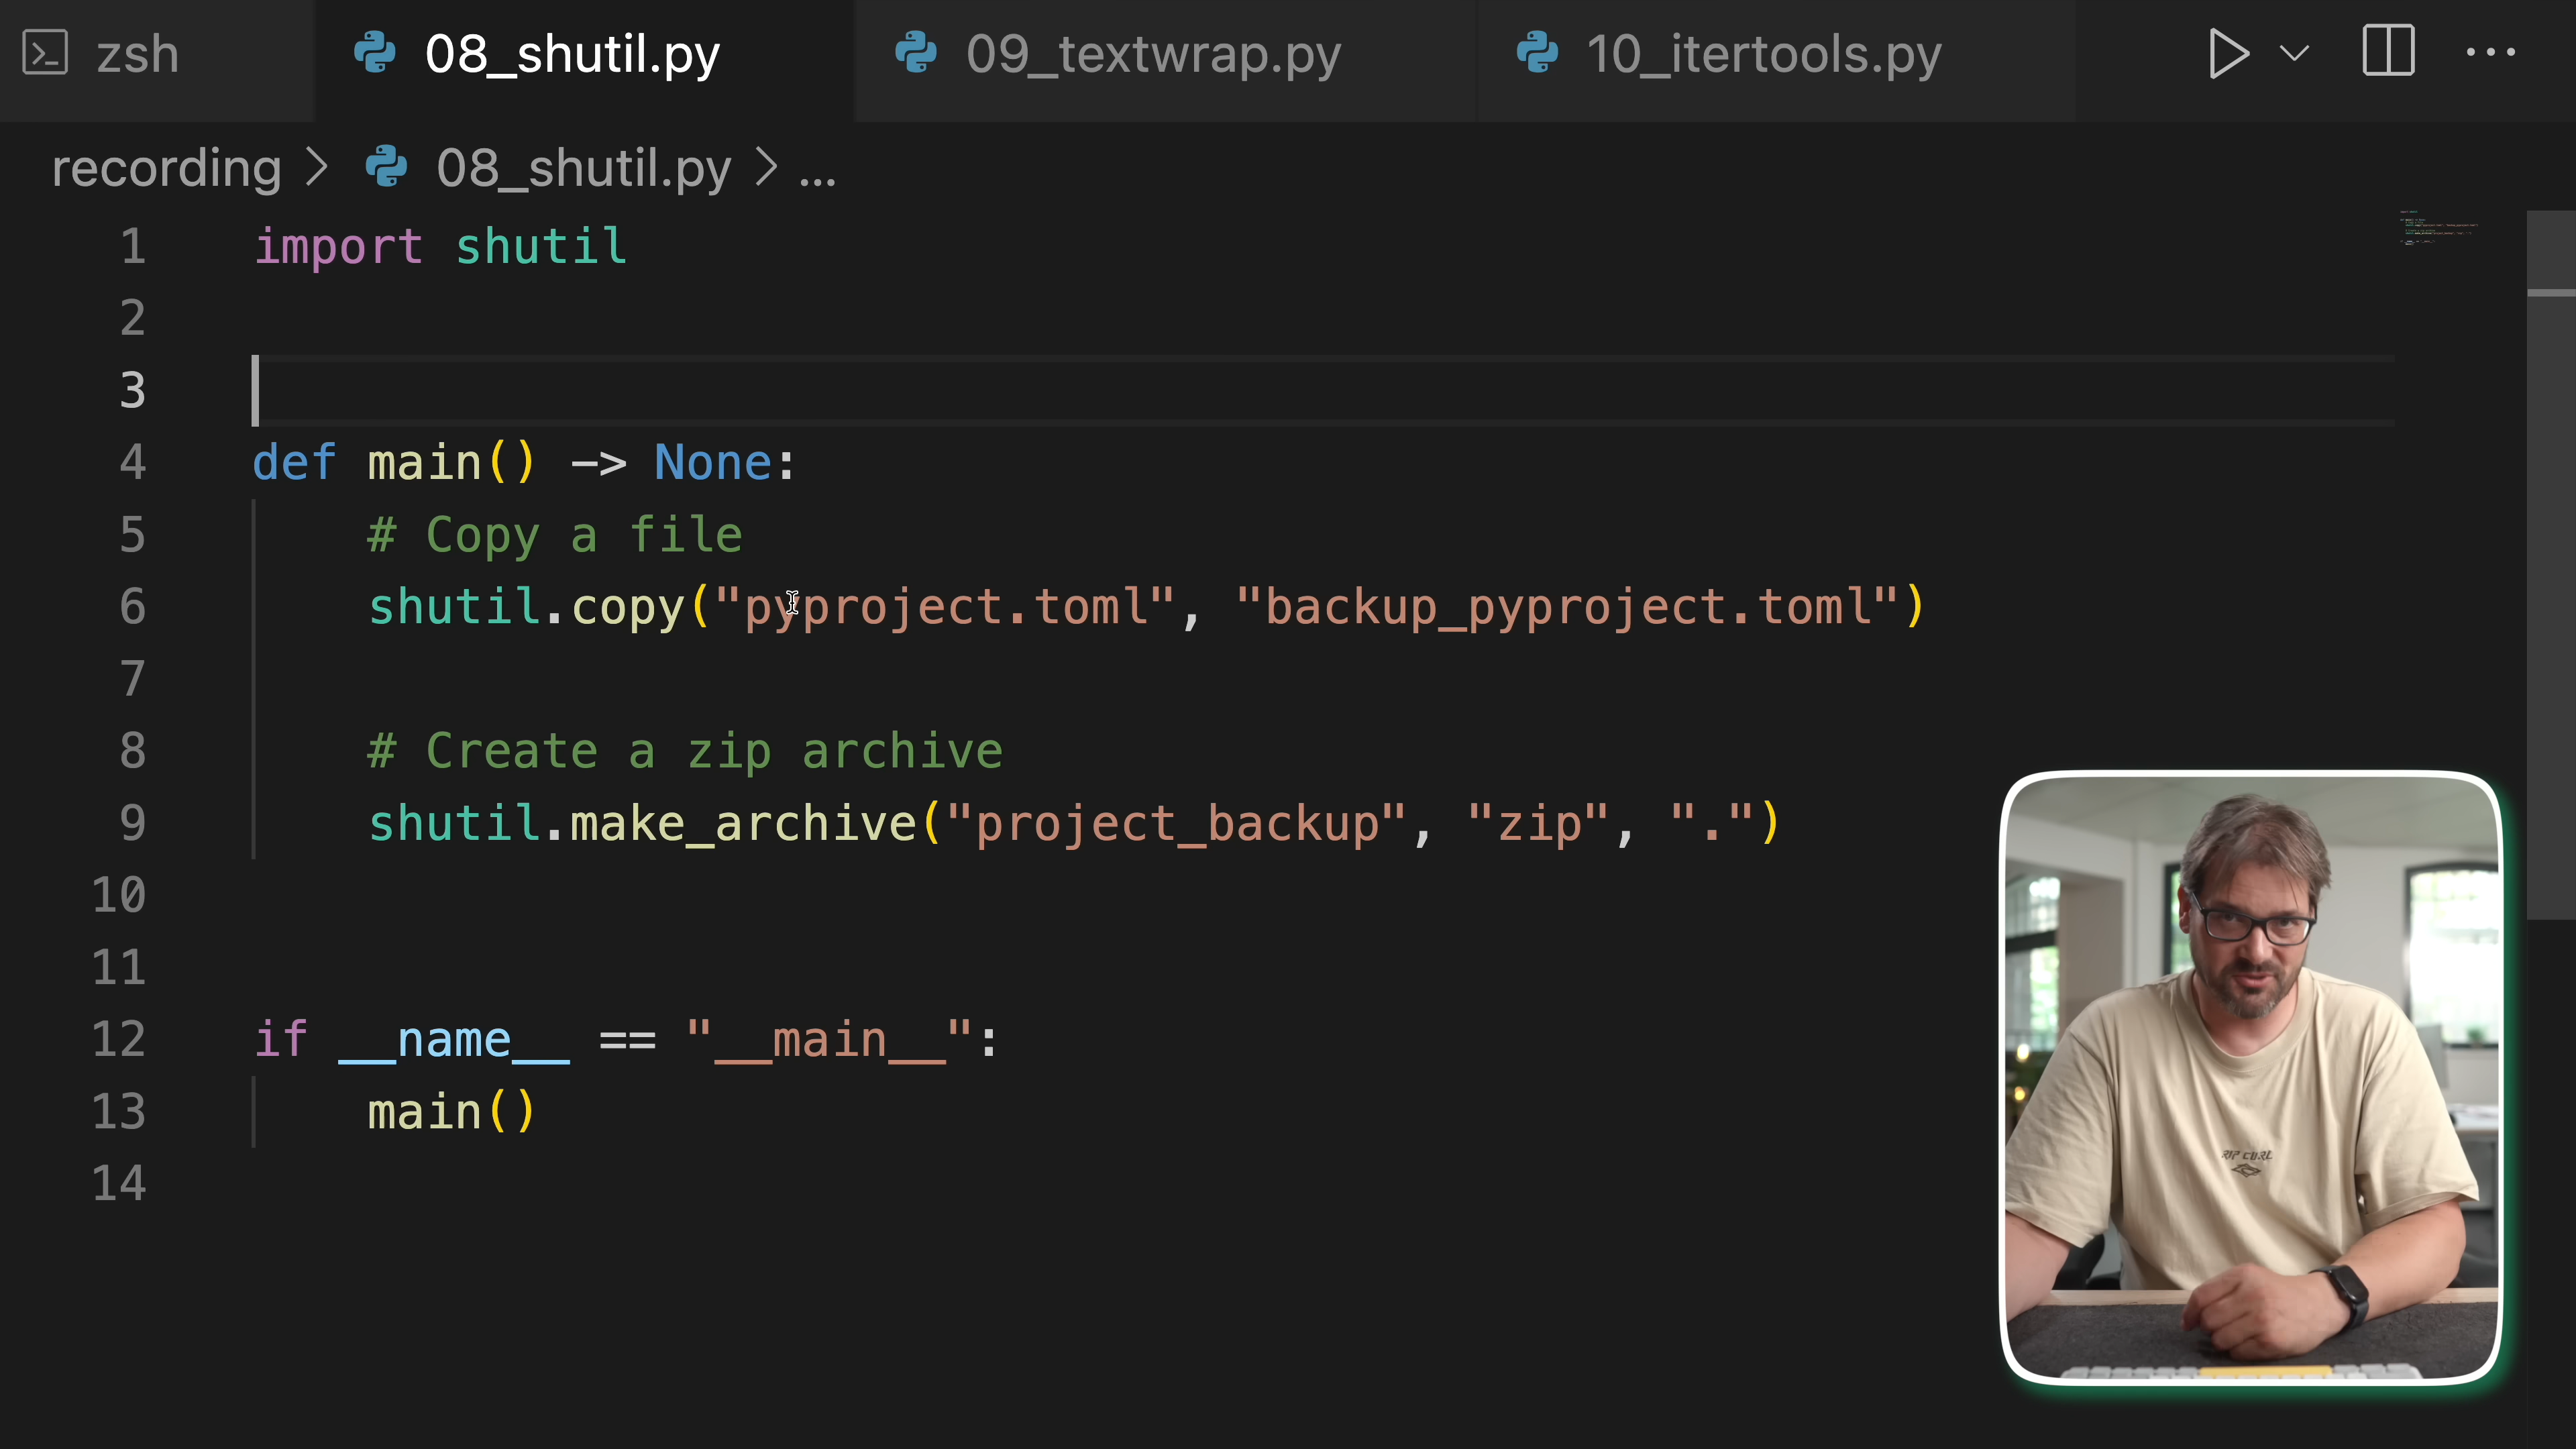 zsh
08_shutil.py
09_textwrap.py
10_itertools.py
recording > 08_shutil.py > ...
1 import shutil
2
3
4 def main() -> None:
5     # Copy a file
6     shutil.copy("pyproject.toml", "backup_pyproject.toml")
7
8     # Create a zip archive
9     shutil.make_archive("project_backup", "zip", ".")
10
11
12 if __name__ == "__main__":
13     main()
14
RIP CURL